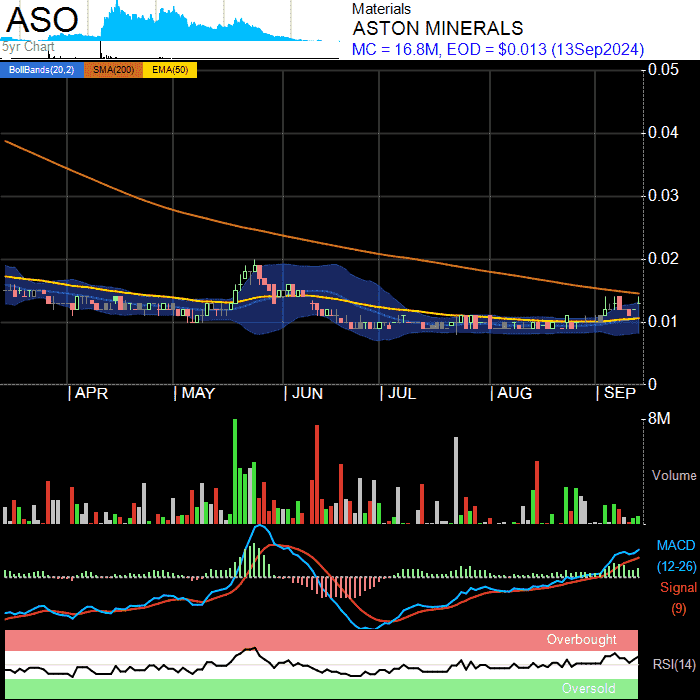 ASO
Materials
ASTON MINERALS
MC = 16.8M, EOD = $0.013 (13Sep2024)
5yr Chart
BollBands(20,2) SMA(200) EMA(50)
0.05
0.04
0.03
0.02
0.01
0
APR MAY JUN JUL AUG SEP
8M
Volume
MACD
(12-26)
Signal
(9)
Overbought
RSI(14)
Oversold